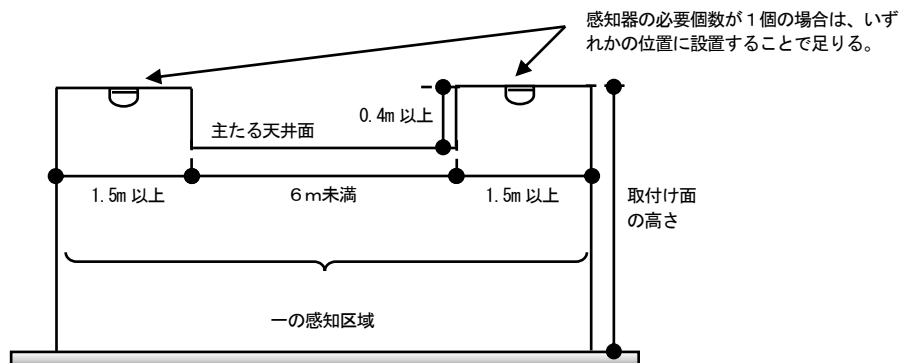 感知器の必要個数が１個の場合は、いず
れかの位置に設置することで足りる。
0.4m 以上
主たる天井面
1.5m 以上
６ｍ未満
1.5m 以上
取付け面
の高さ
一の感知区域